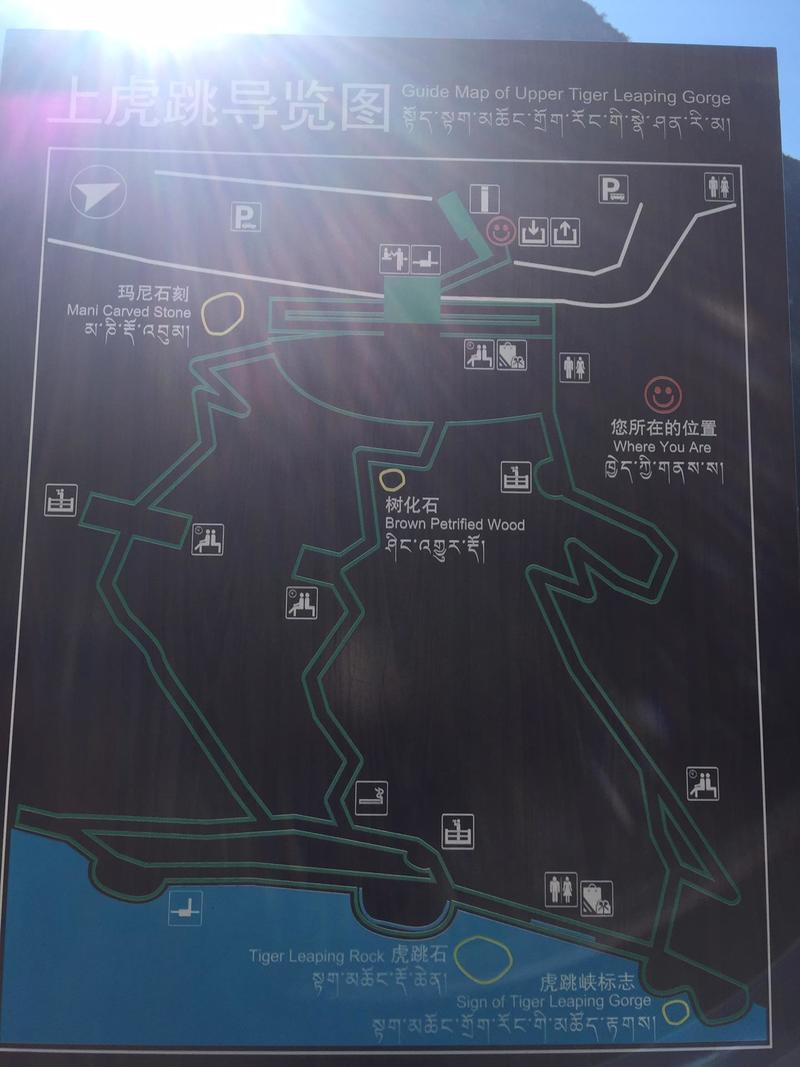 上虎跳导览图
Guide Map of Upper Tiger Leaping Gorge
སྟོད་སྟག་མཆོང་གྲོག་རོང་གི་སྣེ་ཤན་རི་མ།
P
i
P
玛尼石刻
Mani Carved Stone
མ་ཎི་རྡོ་འབུམ།
您所在的位置
Where You Are
ཁྱེད་ཀྱི་གནས་ས།
树化石
Brown Petrified Wood
ཤིང་འགྱུར་རྡོ།
Tiger Leaping Rock 虎跳石
སྟག་མཆོང་རྡོ་ཆེན།
虎跳峡标志
Sign of Tiger Leaping Gorge
སྟག་མཆོང་གྲོག་རོང་གི་མཚོན་རྟགས།